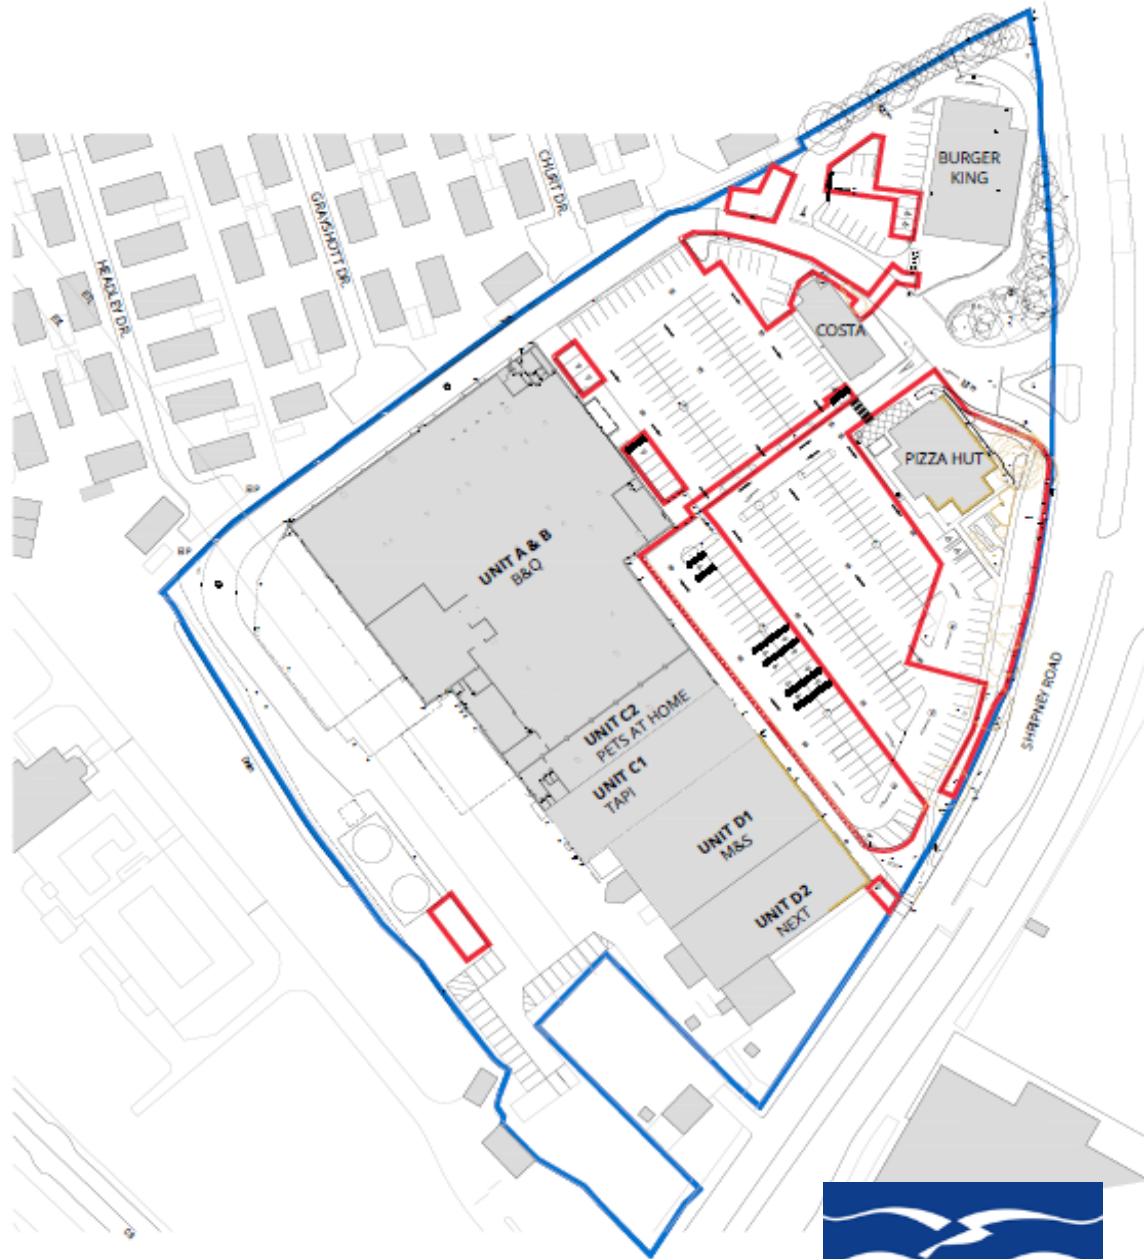 BURGER
KING
CHURT DR.
GRAYSHOTT DR.
HEADLEY DR.
COSTA
PIZZA HUT
UNIT A & B
B&Q
UNIT C2
PETS AT HOME
UNIT C1
TAPI
UNIT D1
M&S
UNIT D2
NEXT
SHRIPNEY ROAD